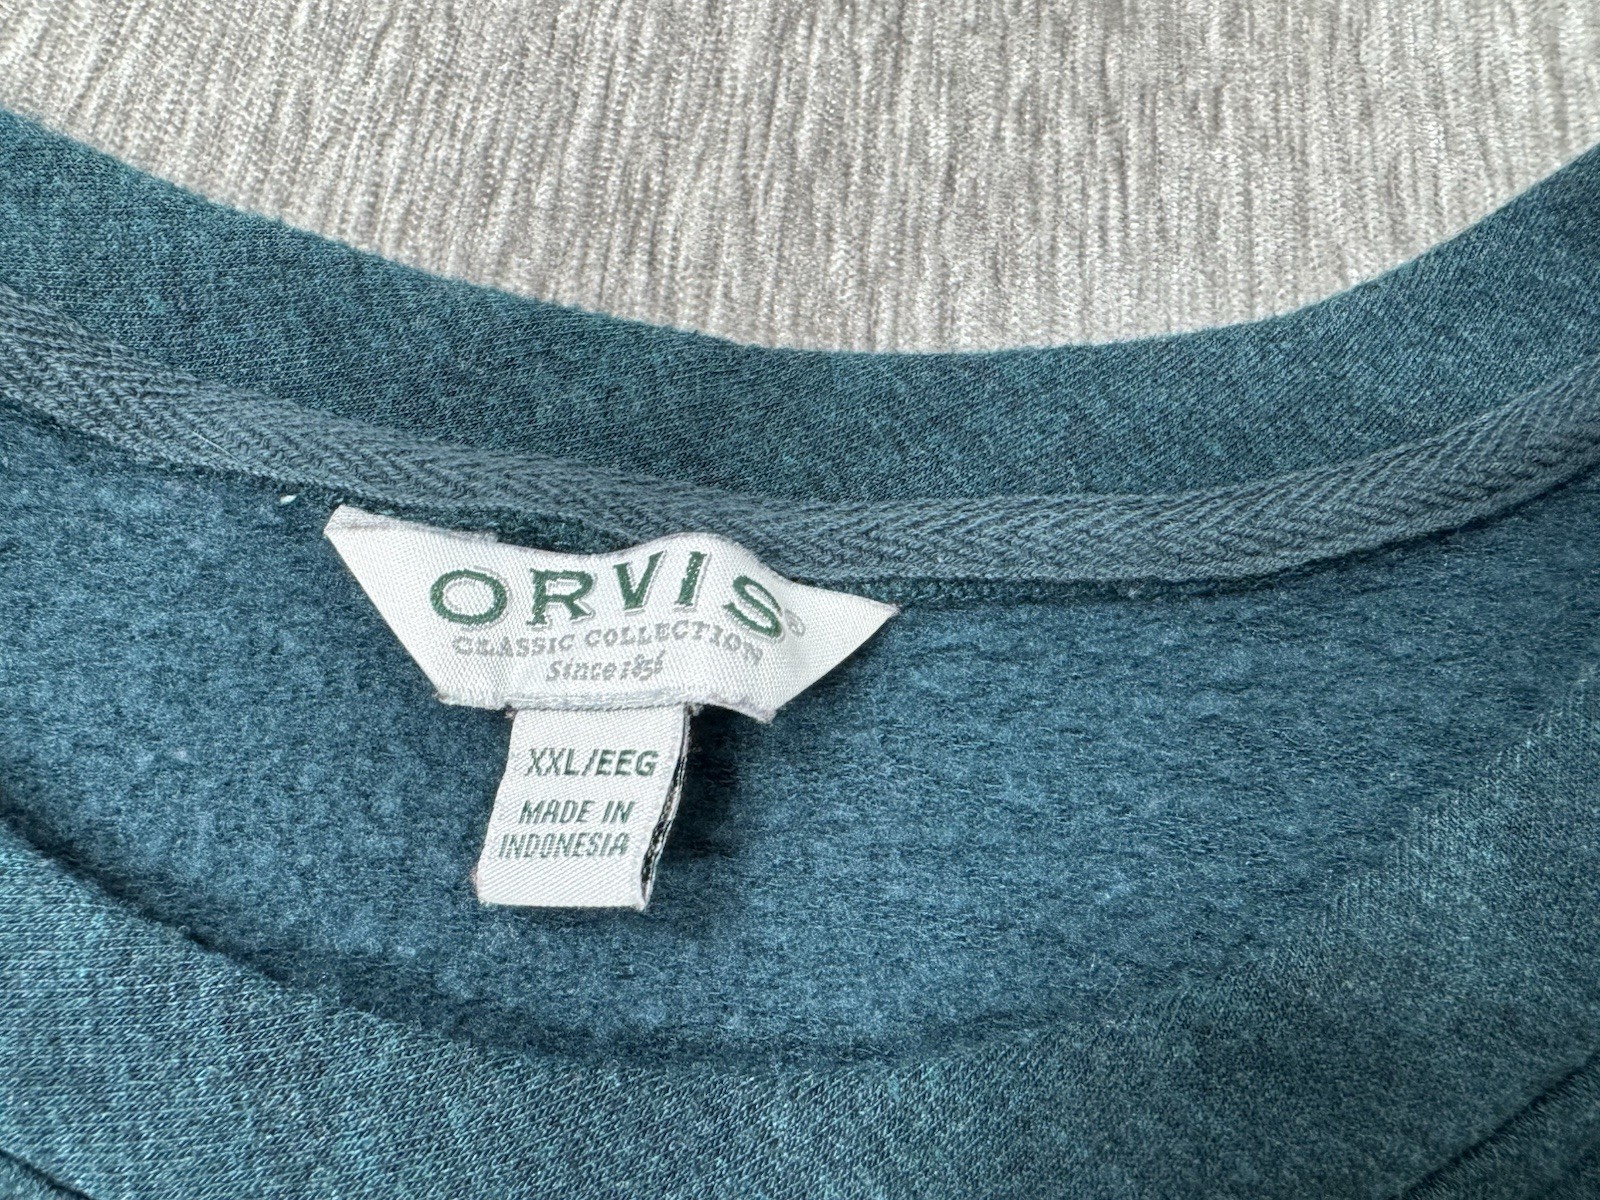 ORVIS®
CLASSIC COLLECTION
Since 1856
XXL/EEG
MADE IN
INDONESIA